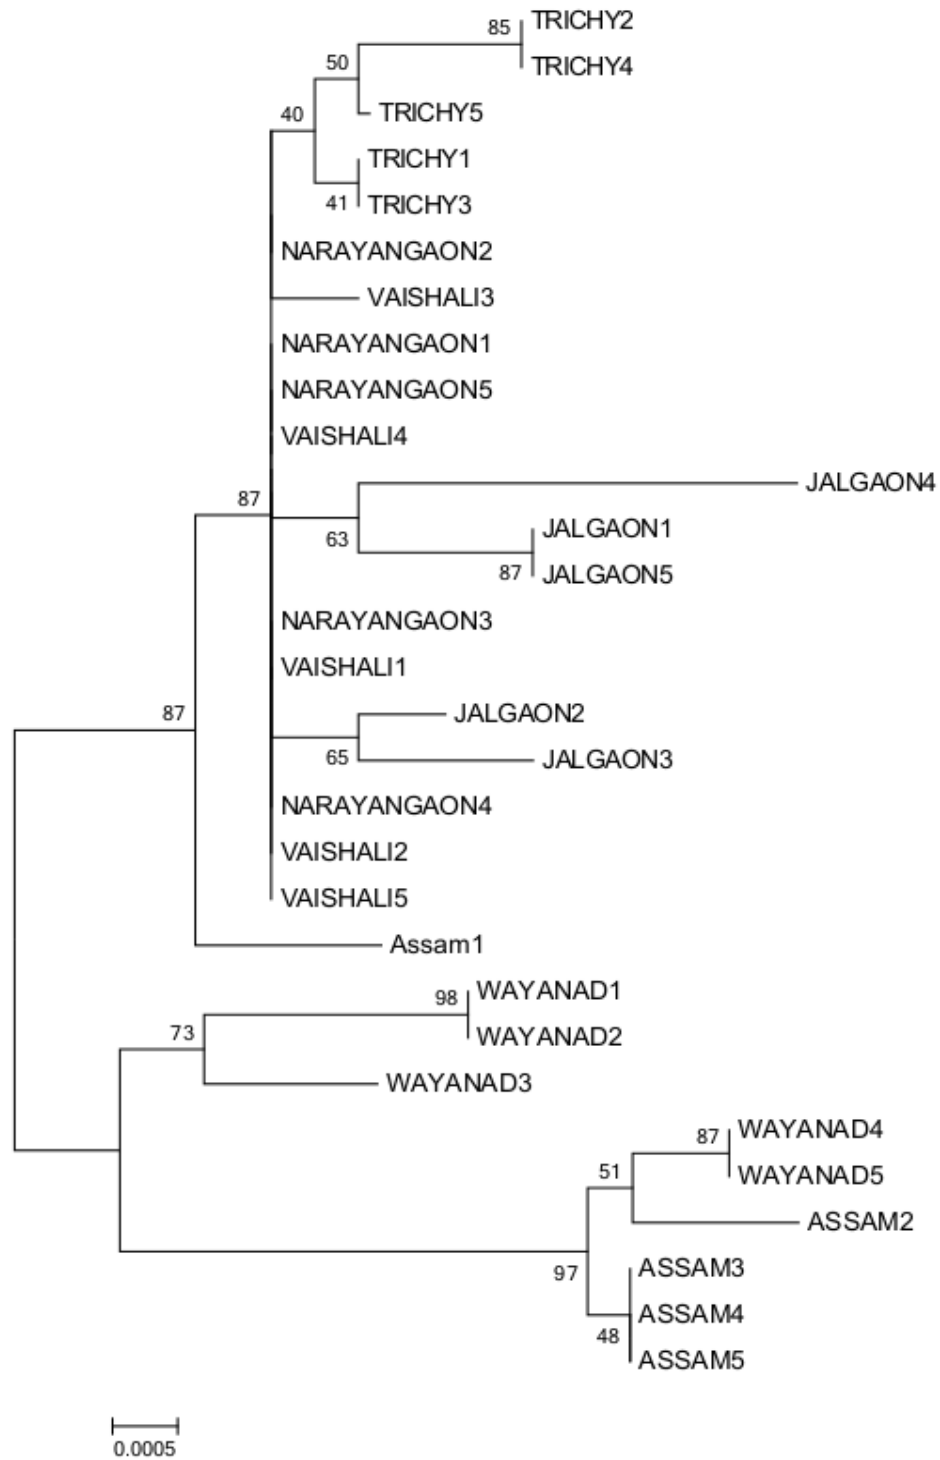 85
TRICHY2
50
TRICHY4
40
TRICHY5
TRICHY1
41
TRICHY3
NARAYANGAON2
VAISHALI3
NARAYANGAON1
NARAYANGAON5
VAISHALI4
87
JALGAON4
63
JALGAON1
87
JALGAON5
NARAYANGAON3
VAISHALI1
87
JALGAON2
65
JALGAON3
NARAYANGAON4
VAISHALI2
VAISHALI5
Assam1
98
WAYANAD1
73
WAYANAD2
WAYANAD3
87
WAYANAD4
51
WAYANAD5
ASSAM2
97
ASSAM3
ASSAM4
48
ASSAM5
0.0005